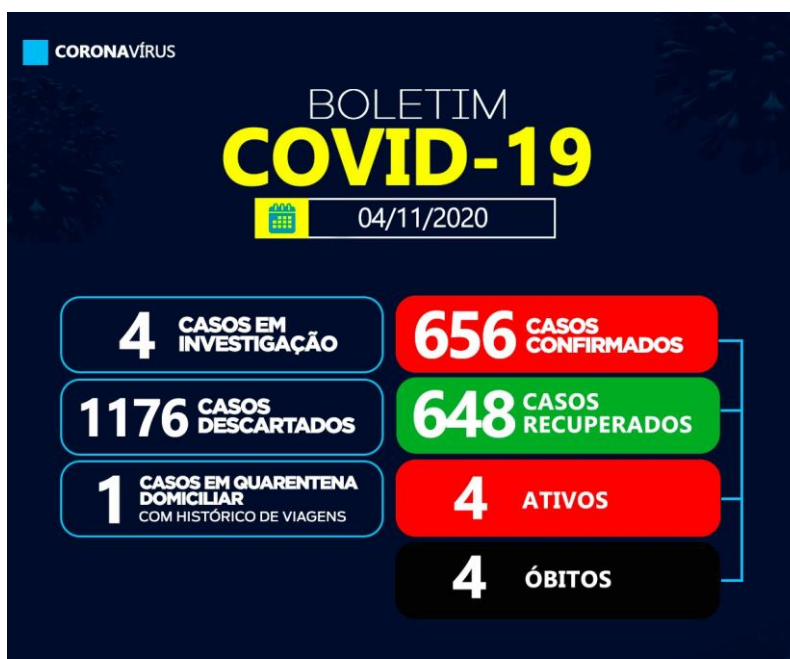 CORONAVÍRUS
BOLETIM
COVID-19
04/11/2020
4 CASOS EM
INVESTIGAÇÃO
1176 CASOS
DESCARTADOS
1 CASOS EM QUARENTENA
DOMICILIAR
COM HISTÓRICO DE VIAGENS
656 CASOS
CONFIRMADOS
648 CASOS
RECUPERADOS
4 ATIVOS
4 ÓBITOS